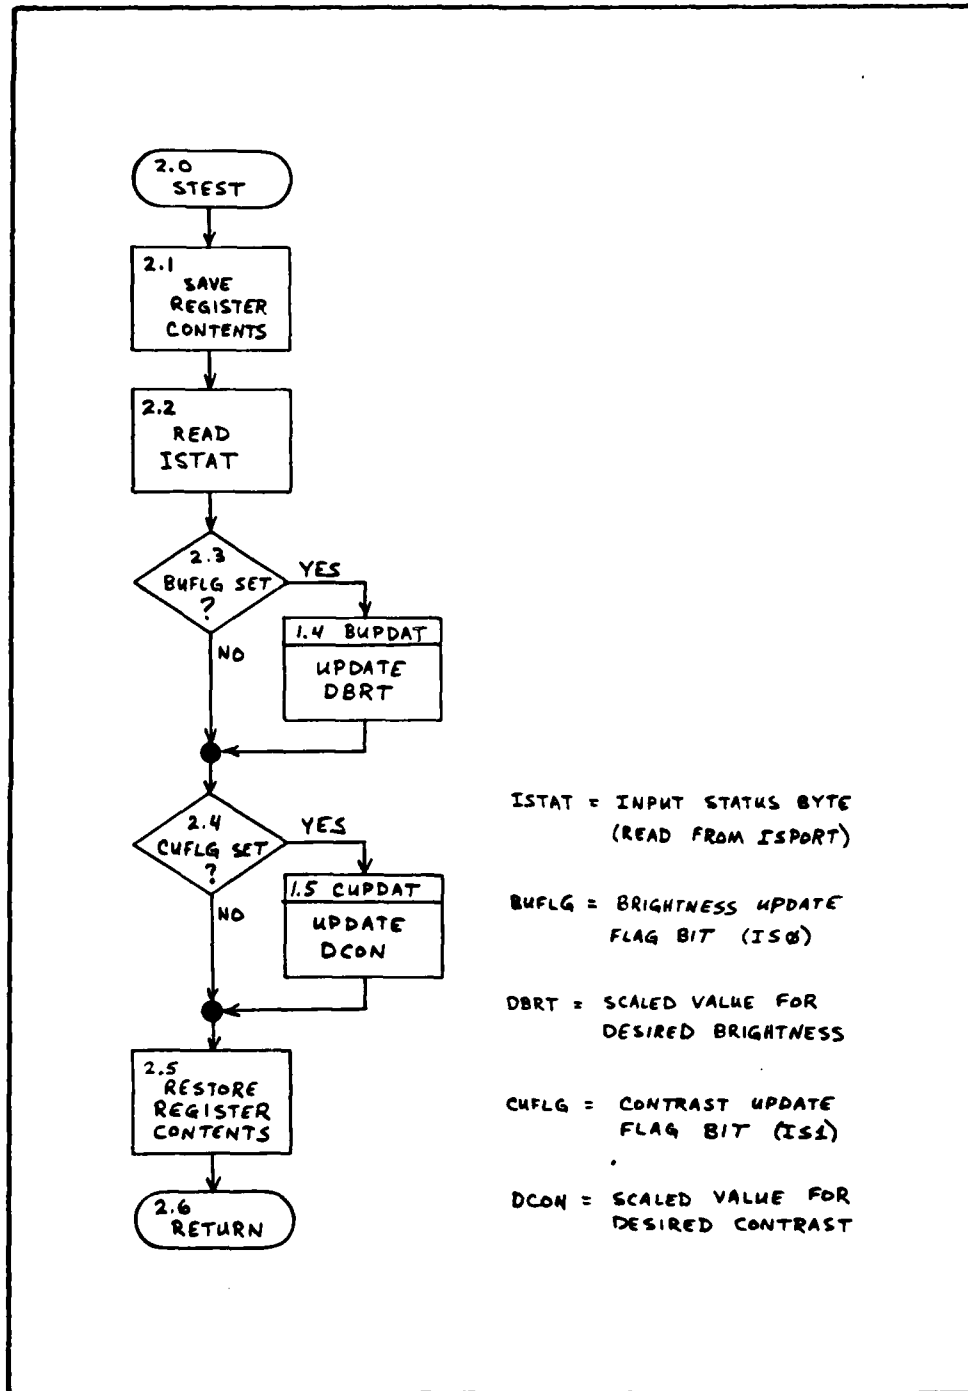 2.0
STEST
2.1
SAVE
REGISTER
CONTENTS
2.2
READ
ISTAT
2.3
BUFLG SET
?
YES
NO
1.4 BUPDAT
UPDATE
DBRT
2.4
CUFLG SET
?
YES
NO
1.5 CUPDAT
UPDATE
DCON
2.5
RESTORE
REGISTER
CONTENTS
2.6
RETURN
ISTAT = INPUT STATUS BYTE
(READ FROM ISPORT)
BUFLG = BRIGHTNESS UPDATE
FLAG BIT (ISØ)
DBRT = SCALED VALUE FOR
DESIRED BRIGHTNESS
CUFLG = CONTRAST UPDATE
FLAG BIT (IS1)
DCON = SCALED VALUE FOR
DESIRED CONTRAST